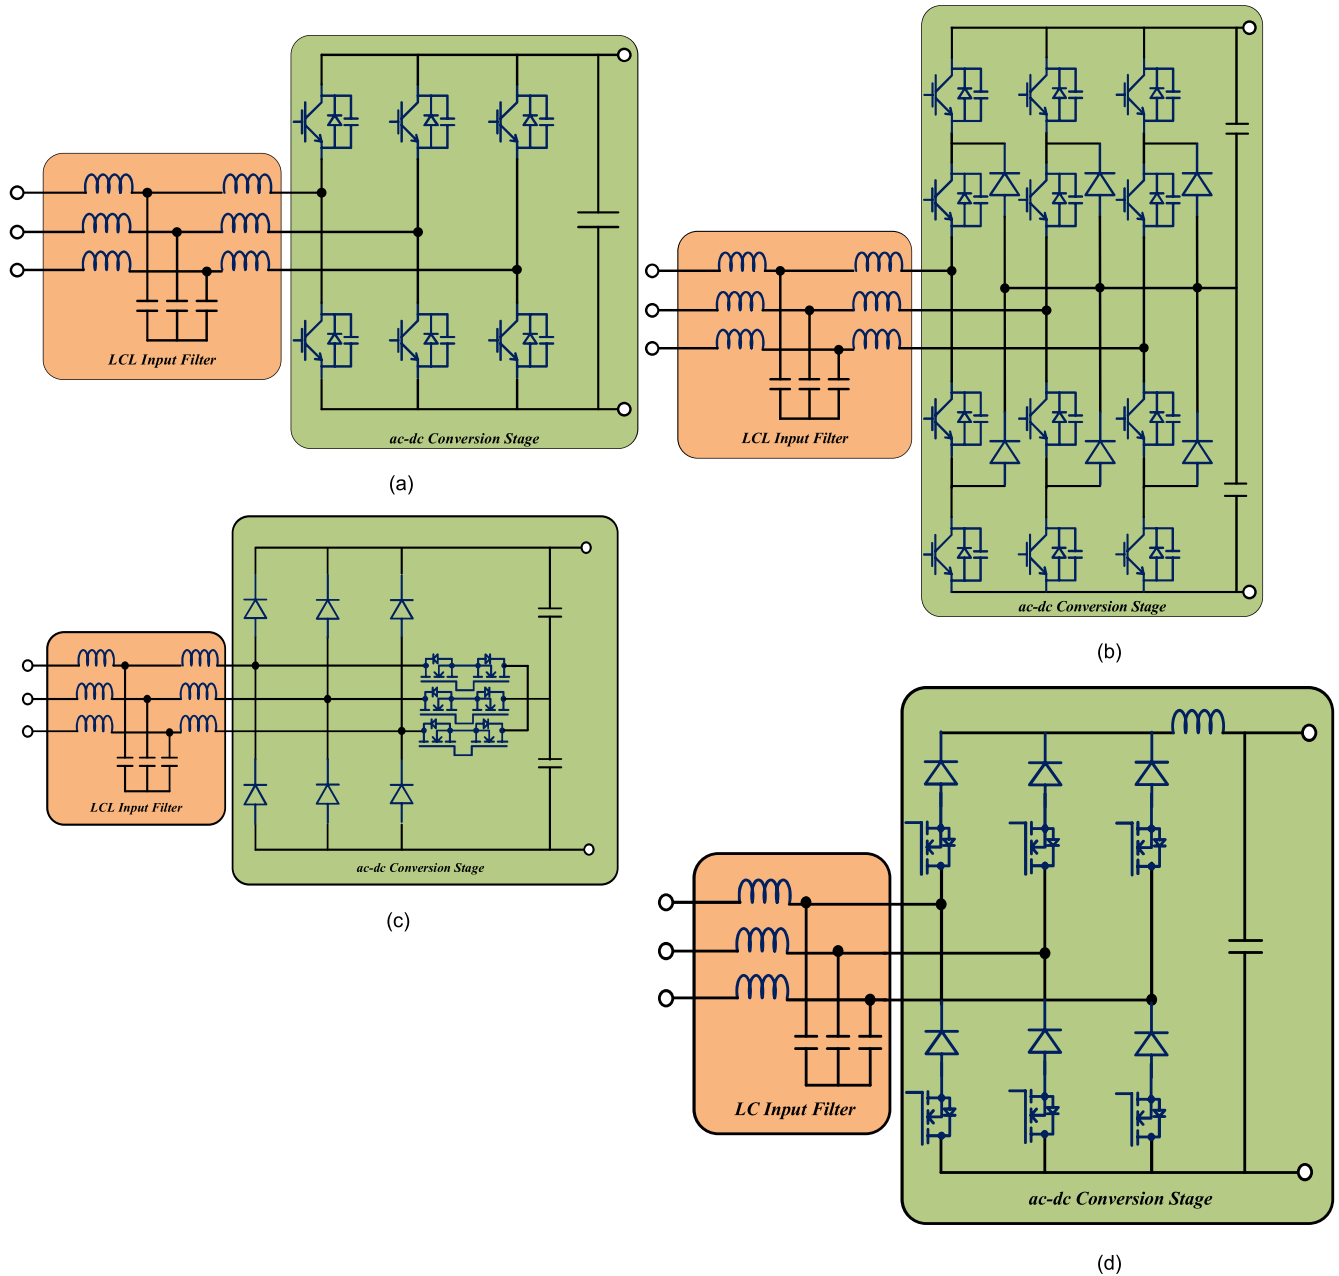 LCL Input Filter
ac-dc Conversion Stage
(a)
LCL Input Filter
ac-dc Conversion Stage
(b)
LCL Input Filter
ac-dc Conversion Stage
(c)
LC Input Filter
ac-dc Conversion Stage
(d)